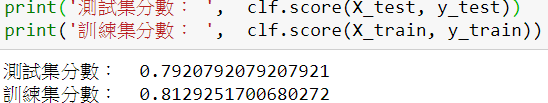 print('測試集分數： ',  clf.score(X_test, y_test))
print('訓練集分數： ',  clf.score(X_train, y_train))
測試集分數：  0.7920792079207921
訓練集分數：  0.8129251700680272